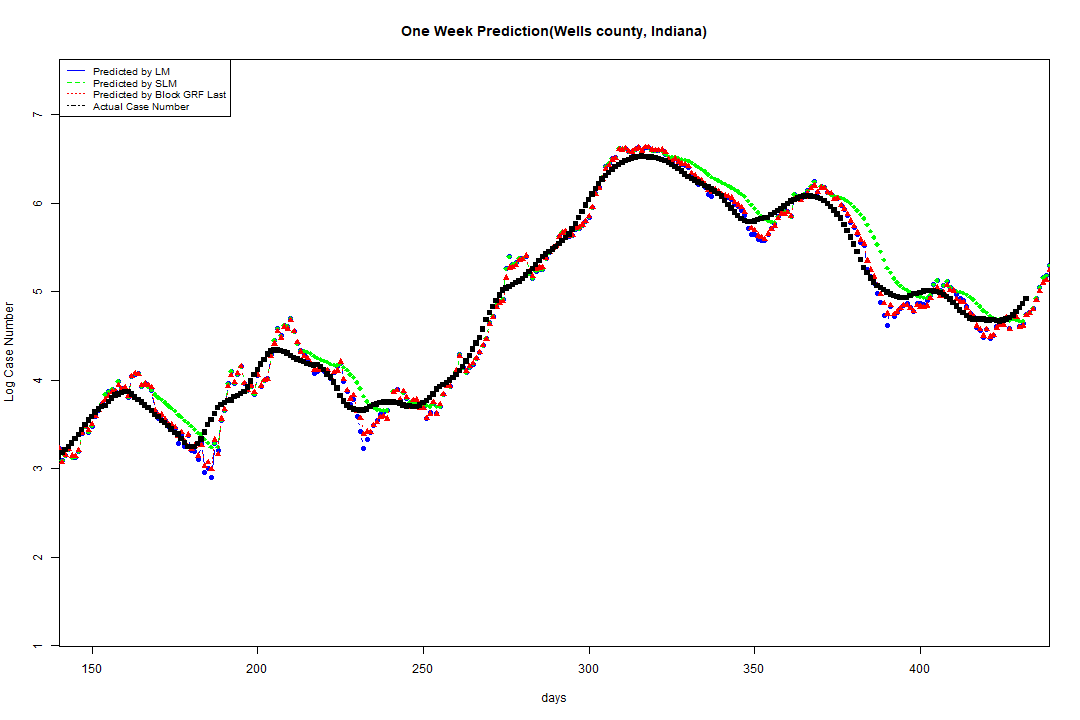 One Week Prediction(Wells county, Indiana)
Predicted by LM
Predicted by SLM
Predicted by Block GRF Last
Actual Case Number
Log Case Number
7
6
5
4
3
2
1
150 200 250 300 350 400
days